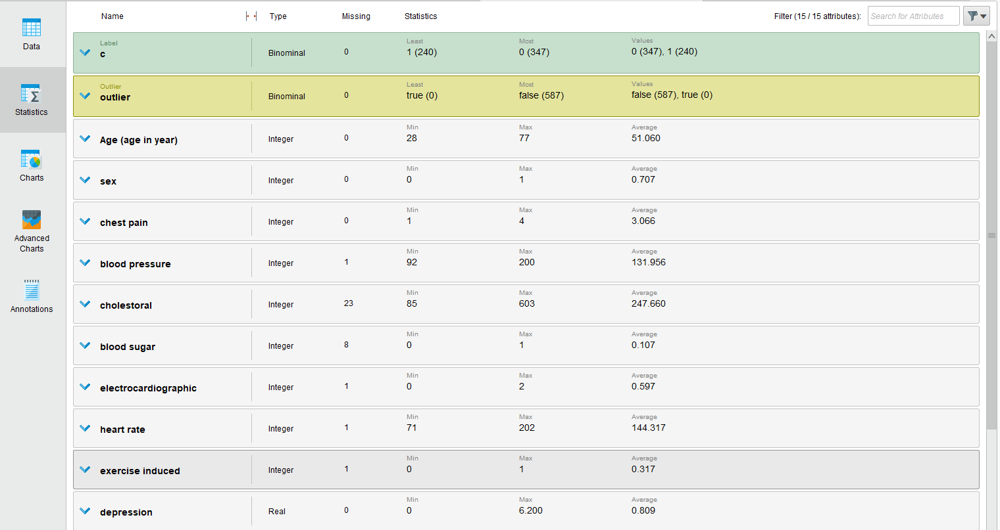 Name Type Missing Statistics Filter (15 / 15 attributes): Search for Attributes
Data
Statistics
Charts
Advanced
Charts
Annotations
Label Least Most Values
c Binominal 0 1 (240) 0 (347) 0 (347), 1 (240)
Outlier Least Most Values
outlier Binominal 0 true (0) false (587) false (587), true (0)
Min Max Average
Age (age in year) Integer 0 28 77 51.060
Min Max Average
sex Integer 0 0 1 0.707
Min Max Average
chest pain Integer 0 1 4 3.066
Min Max Average
blood pressure Integer 1 92 200 131.956
Min Max Average
cholestoral Integer 23 85 603 247.660
Min Max Average
blood sugar Integer 8 0 1 0.107
Min Max Average
electrocardiographic Integer 1 0 2 0.597
Min Max Average
heart rate Integer 1 71 202 144.317
Min Max Average
exercise induced Integer 1 0 1 0.317
Min Max Average
depression Real 0 0 6.200 0.809